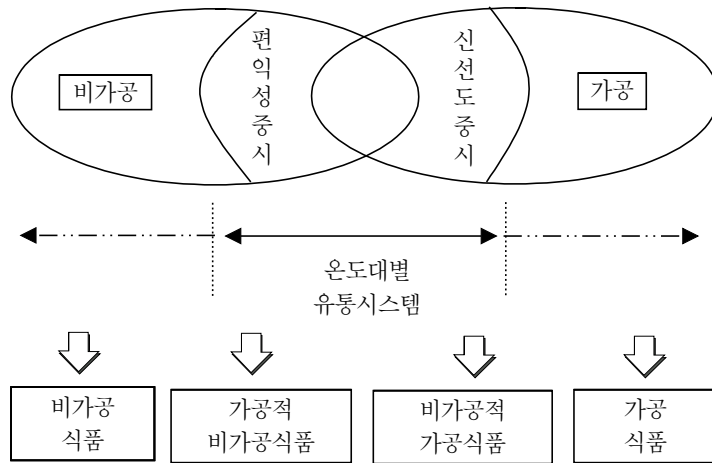 비가공
편익성중시
신선도중시
가공
온도대별
유통시스템
비가공
식품
가공적
비가공식품
비가공적
가공식품
가공
식품